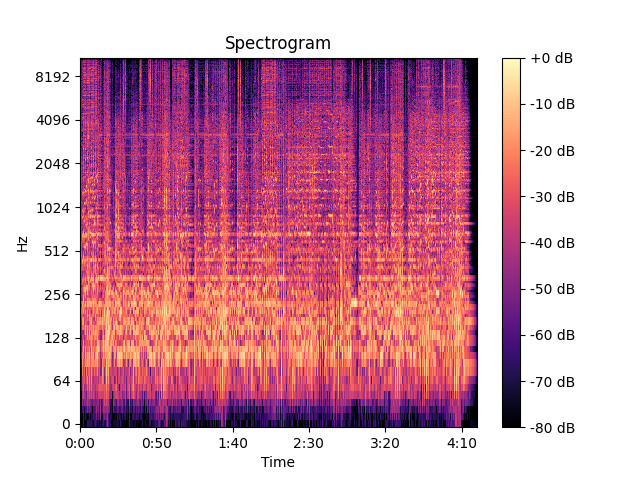 Spectrogram
+0 dB
8192
-10 dB
4096
-20 dB
2048
-30 dB
1024
Hz
-40 dB
512
-50 dB
256
-60 dB
128
-70 dB
64
0
-80 dB
0:00 0:50 1:40 2:30 3:20 4:10
Time